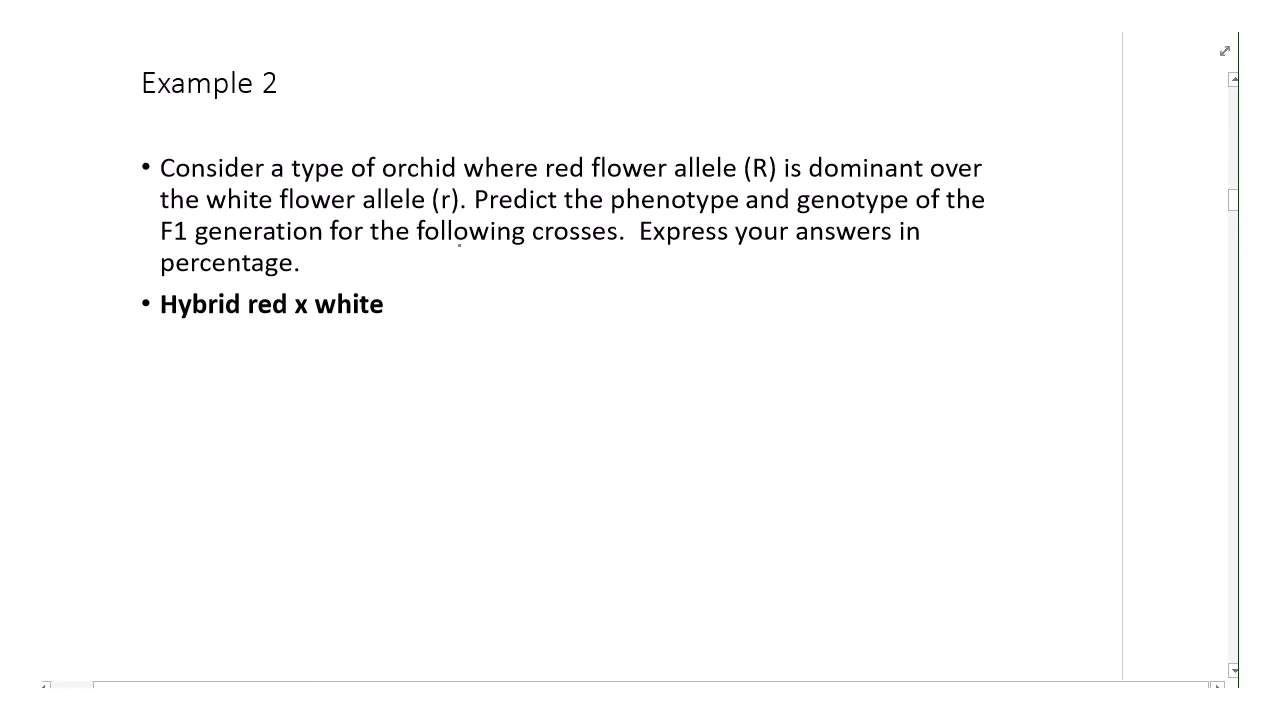 Example 2
• Consider a type of orchid where red flower allele (R) is dominant over
the white flower allele (r). Predict the phenotype and genotype of the
F1 generation for the following crosses.  Express your answers in
percentage.
• Hybrid red x white